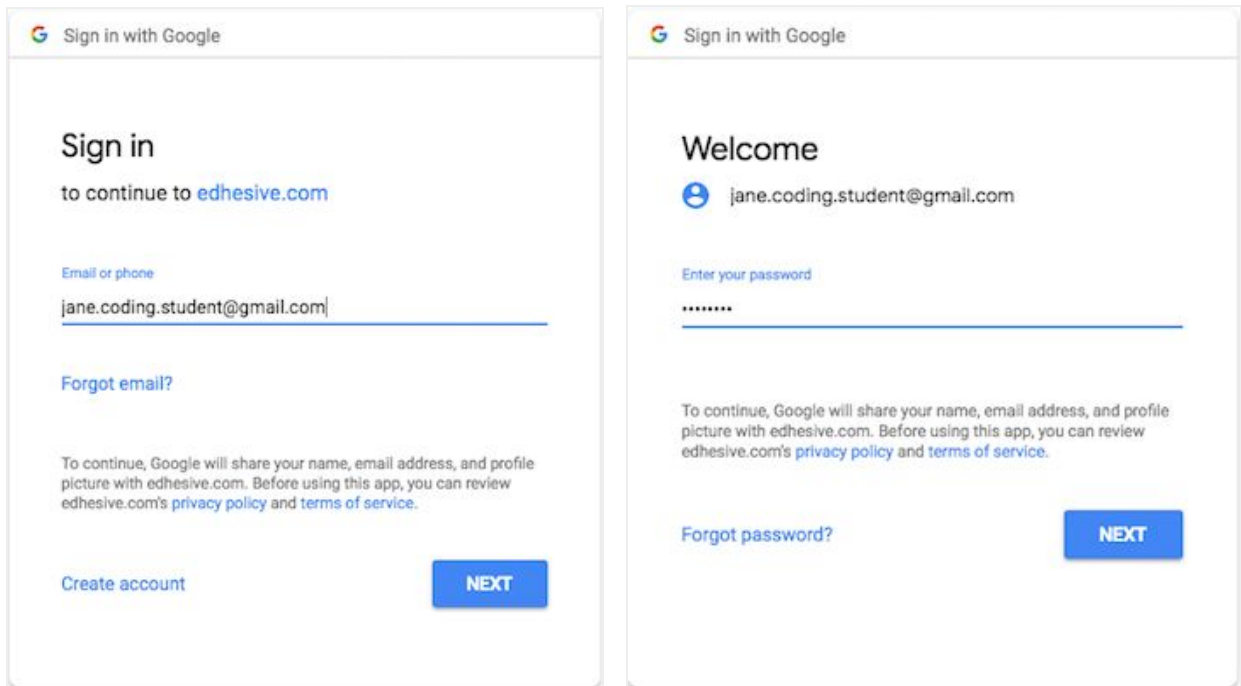 Sign in with Google
Sign in
to continue to edhesive.com
Email or phone
jane.coding.student@gmail.com
Forgot email?
To continue, Google will share your name, email address, and profile
picture with edhesive.com. Before using this app, you can review
edhesive.com's privacy policy and terms of service.
Create account
NEXT
Sign in with Google
Welcome
jane.coding.student@gmail.com
Enter your password
••••••••
To continue, Google will share your name, email address, and profile
picture with edhesive.com. Before using this app, you can review
edhesive.com's privacy policy and terms of service.
Forgot password?
NEXT